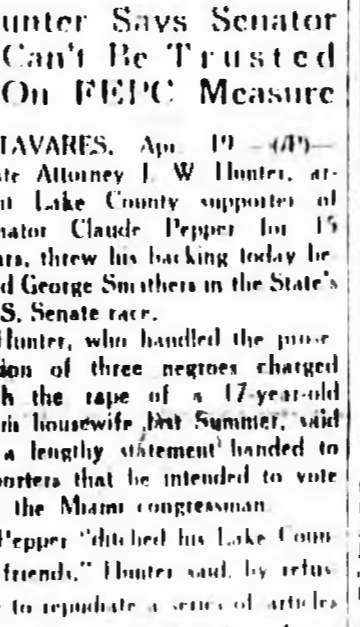 unter Says Senator
Can't Be Trusted
On FEPC Measure
TAVARES, Apr. 19 —(AP)—
te Attorney J. W. Hunter, ar-
nt Lake County supporter of
nator Claude Pepper for 15
ars, threw his backing today be-
d George Smathers in the State's
S. Senate race.
Hunter, who handled the prose-
tion of three negroes charged
h the rape of a 17-year-old
rm housewife last Summer, said
a lengthy statement handed to
porters that he intended to vote
the Miami congressman.
Pepper "ditched his Lake Coun-
friends," Hunter said, by refus-
to repudiate a series of articles